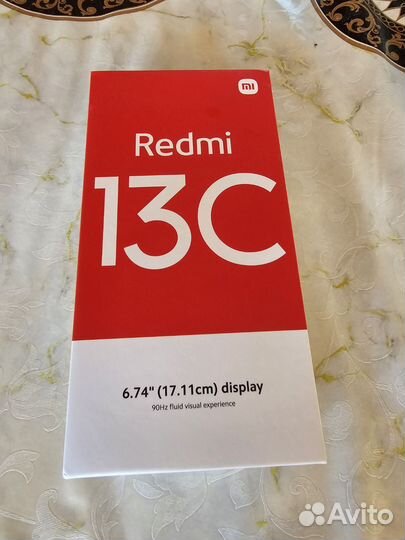 mi
Redmi
13C
6.74" (17.11cm) display
90Hz fluid visual experience
Avito